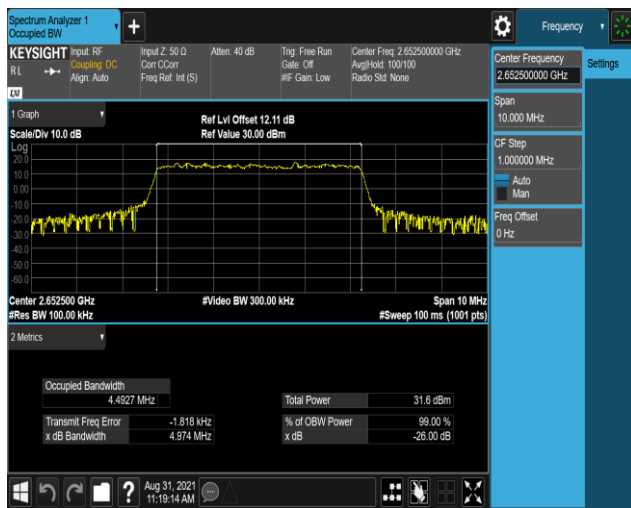 Spectrum Analyzer 1
Occupied BW
+
Frequency
KEYSIGHT
RL
LXI
Input: RF
Coupling: DC
Align: Auto
Input Z: 50 Ω
Corr CCorr
Freq Ref: Int (S)
Atten: 40 dB
Trig: Free Run
Gate: Off
#IF Gain: Low
Center Freq: 2.652500000 GHz
Avg|Hold: 100/100
Radio Std: None
Center Frequency
2.652500000 GHz
Settings
Span
10.000 MHz
CF Step
1.000000 MHz
Auto
Man
Freq Offset
0 Hz
1 Graph
Scale/Div 10.0 dB
Ref Lvl Offset 12.11 dB
Ref Value 30.00 dBm
Log
20.0
10.0
0.00
-10.0
-20.0
-30.0
-40.0
-50.0
-60.0
Center 2.652500 GHz
#Video BW 300.00 kHz
Span 10 MHz
#Res BW 100.00 kHz
#Sweep 100 ms (1001 pts)
2 Metrics
Occupied Bandwidth
4.4927 MHz
Total Power 31.6 dBm
Transmit Freq Error -1.818 kHz
% of OBW Power 99.00 %
x dB Bandwidth 4.974 MHz
x dB -26.00 dB
?
Aug 31, 2021
11:19:14 AM